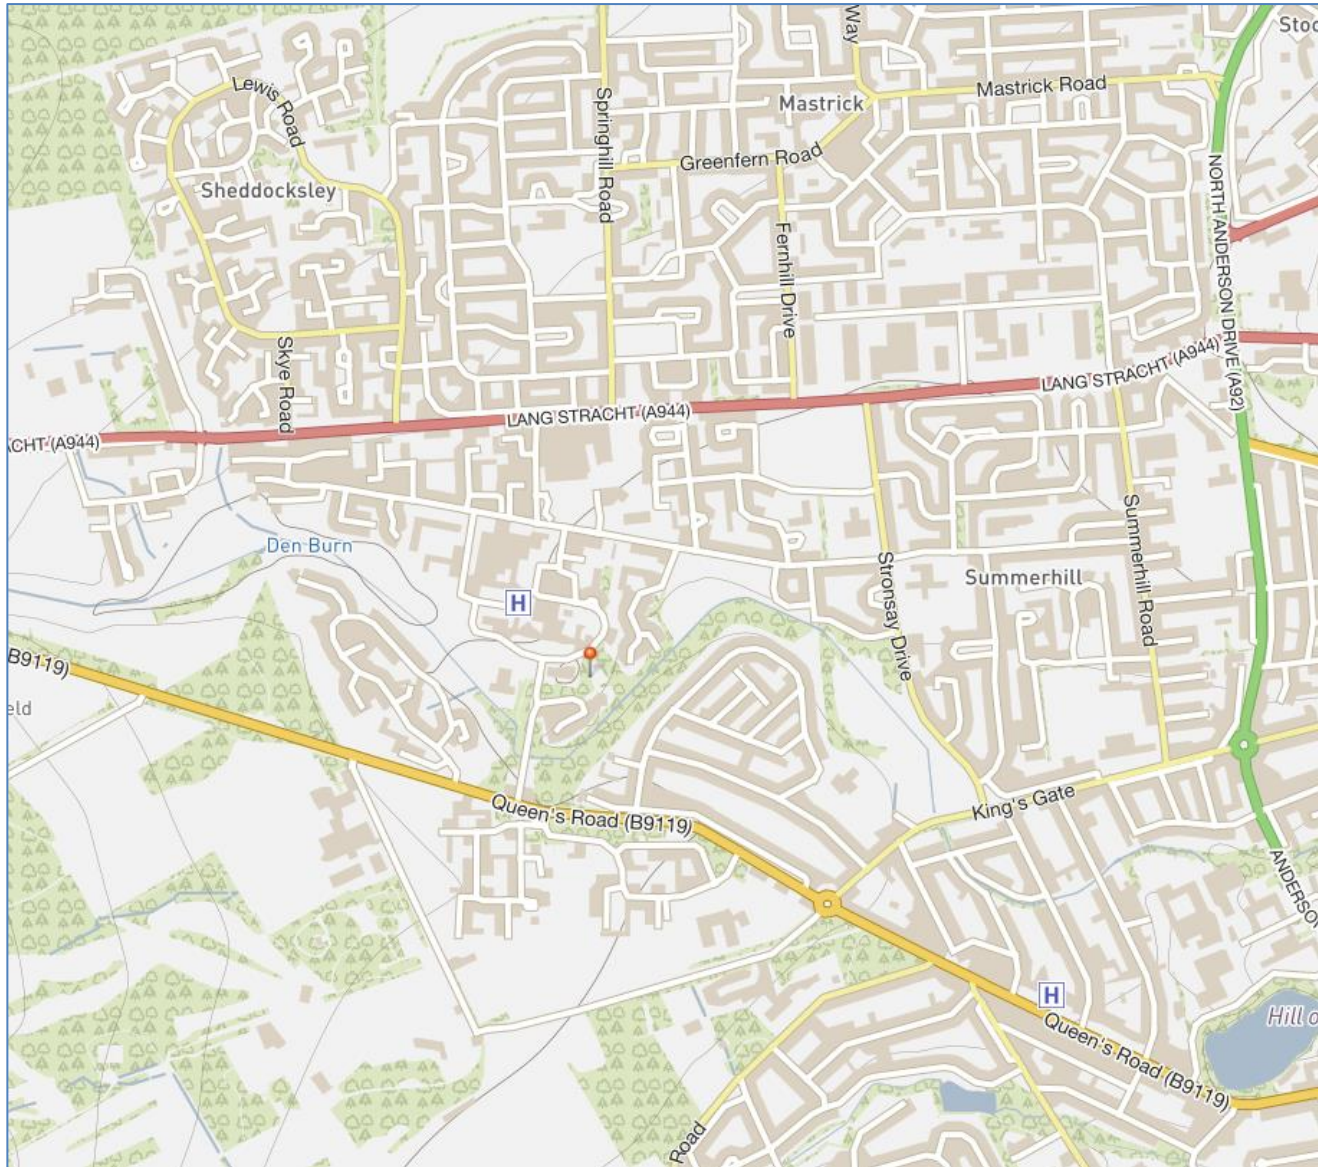 Way
Stoc
Lewis Road
Springhill Road
Mastrick
Mastrick Road
Greenfern Road
Sheddocksley
NORTH ANDERSON DRIVE (A92)
Fernhill Drive
Skye Road
LANG STRACHT (A944)
LANG STRACHT (A944)
ACHT (A944)
Den Burn
Summerhill Road
Stronsay Drive
Summerhill
H
B9119)
eld
King's Gate
Queen's Road (B9119)
ANDERSON
H
Hill o
Queen's Road (B9119)
Road